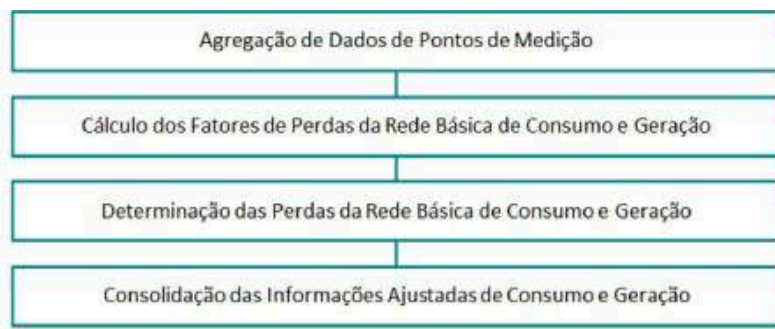 Agregação de Dados de Pontos de Medição
Cálculo dos Fatores de Perdas da Rede Básica de Consumo e Geração
Determinação das Perdas da Rede Básica de Consumo e Geração
Consolidação das Informações Ajustadas de Consumo e Geração